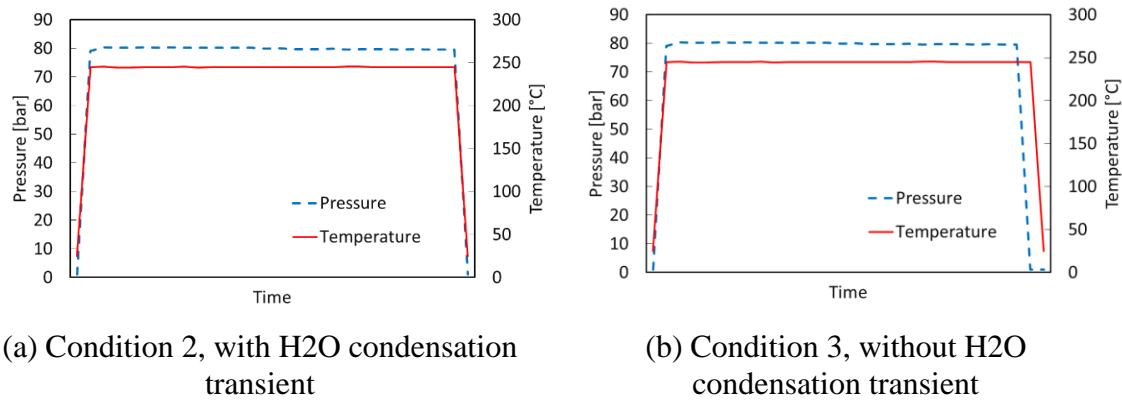 90
80
70
60
50
40
30
20
10
0
Pressure [bar]
300
250
200
150
100
50
0
Temperature [°C]
Pressure
Temperature
Time
90
80
70
60
50
40
30
20
10
0
Pressure [bar]
300
250
200
150
100
50
0
Temperature [°C]
Pressure
Temperature
Time
(a) Condition 2, with H2O condensation
transient
(b) Condition 3, without H2O
condensation transient